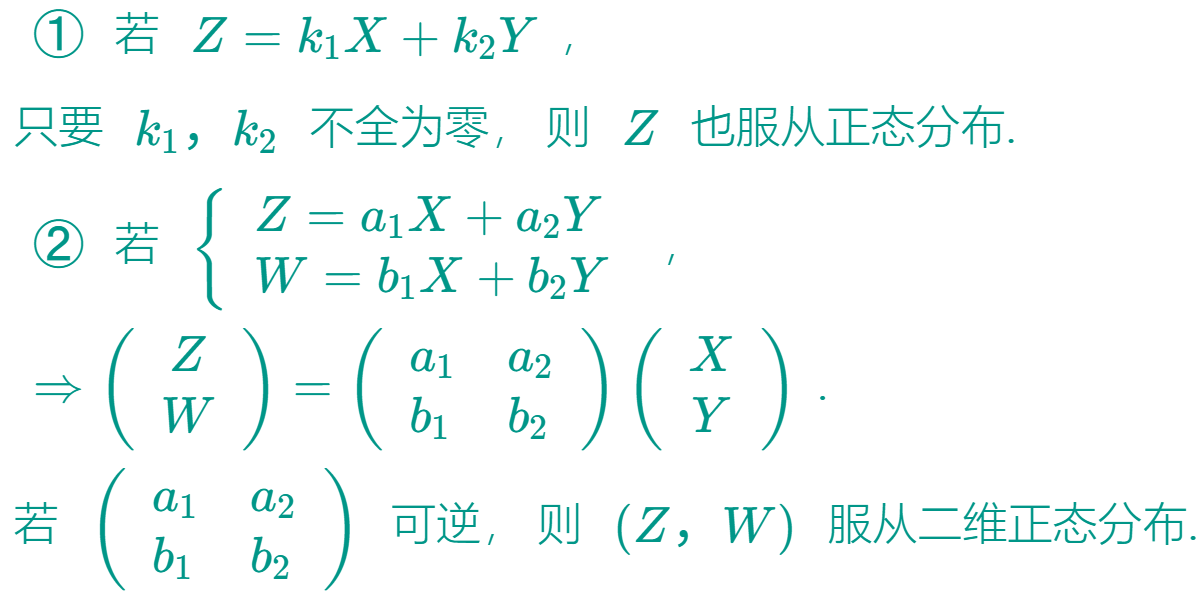 ① 若 Z = k₁X + k₂Y ,
只要 k₁, k₂ 不全为零, 则 Z 也服从正态分布.
② 若 { Z = a₁X + a₂Y
W = b₁X + b₂Y ,
⇒ ( Z ) = ( a₁ a₂ ) ( X )
( W ) ( b₁ b₂ ) ( Y ) .
若 ( a₁ a₂ ) 可逆, 则 (Z, W) 服从二维正态分布.
( b₁ b₂ )